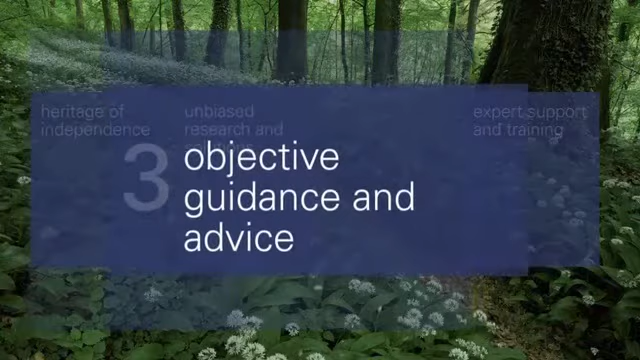 heritage of
independence
unbiased
research and
3
objective
guidance and
advice
expert support
and training